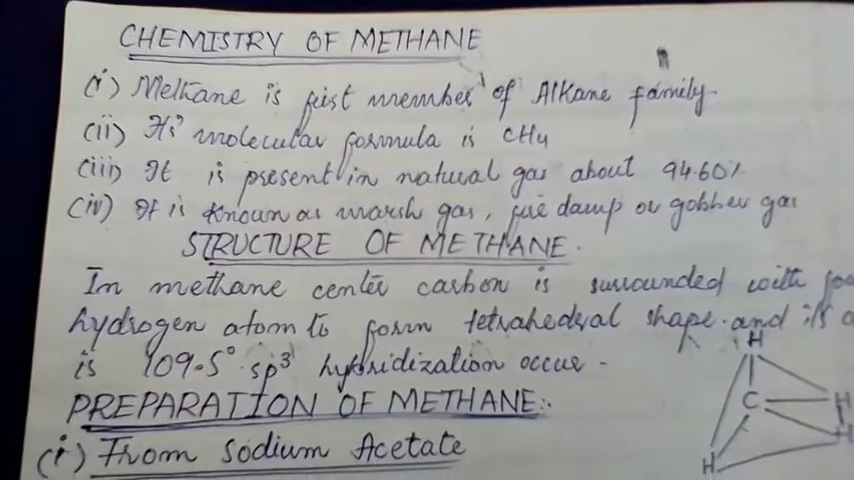 CHEMISTRY OF METHANE
(i) Methane is first member of Alkane family
(ii) It's molecular formula is CH4
(iii) It is present in natural gas about 94.60%
(iv) It is known as marsh gas, fire damp or gobber gas
STRUCTURE OF METHANE.
In methane center carbon is surrounded with
hydrogen atom to form tetrahedral shape. and it's
is 109.5° sp³ hybridization occur -
H
C
H
H
H
PREPARATION OF METHANE:-
(i) From Sodium Acetate